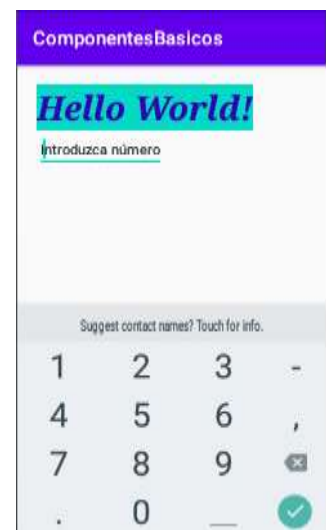 ComponentesBasicos
Hello World!
Introduzca número
Suggest contact names? Touch for info.
1 2 3 -
4 5 6 ,
7 8 9
. 0 _